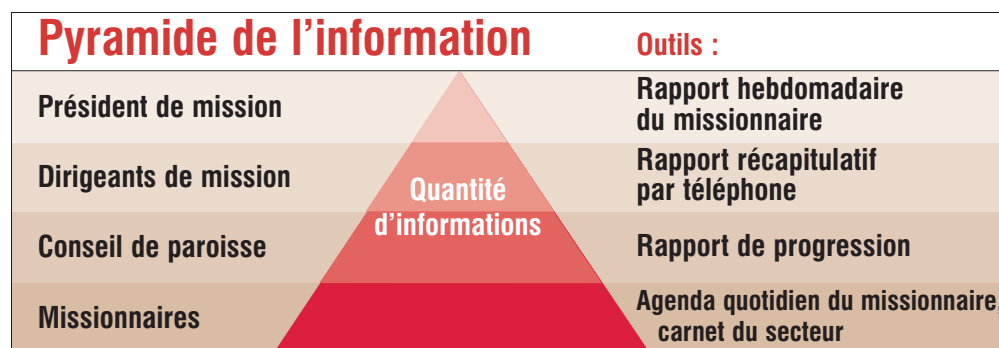 Pyramide de l'information
Outils :
Président de mission
Rapport hebdomadaire
du missionnaire
Dirigeants de mission
Rapport récapitulatif
par téléphone
Quantité
d'informations
Conseil de paroisse
Rapport de progression
Missionnaires
Agenda quotidien du missionnaire,
carnet du secteur